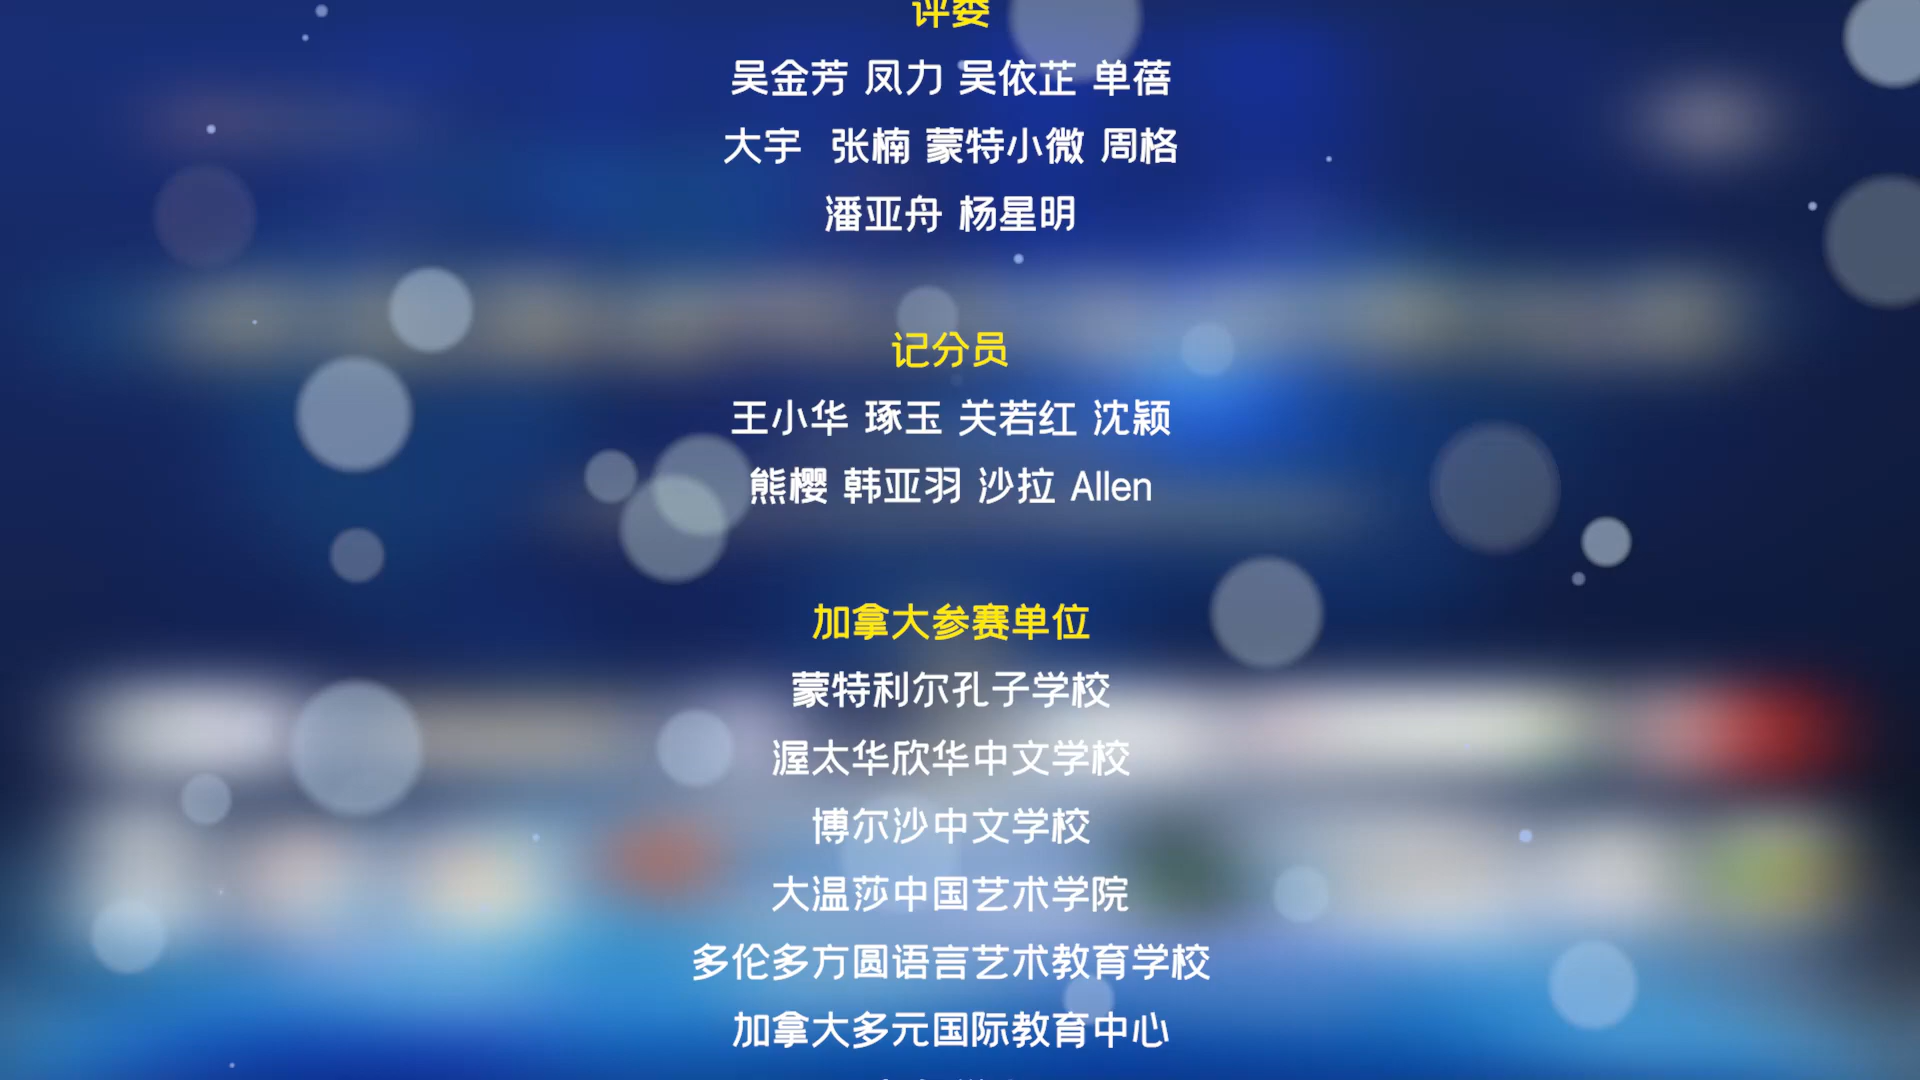 评委
吴金芳 凤力 吴依芷 单蓓
大宇 张楠 蒙特小微 周格
潘亚舟 杨星明
记分员
王小华 琢玉 关若红 沈颖
熊樱 韩亚羽 沙拉 Allen
加拿大参赛单位
蒙特利尔孔子学校
渥太华欣华中文学校
博尔沙中文学校
大温莎中国艺术学院
多伦多方圆语言艺术教育学校
加拿大多元国际教育中心